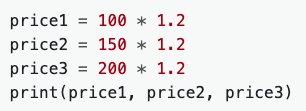 price1 = 100 * 1.2
price2 = 150 * 1.2
price3 = 200 * 1.2
print(price1, price2, price3)